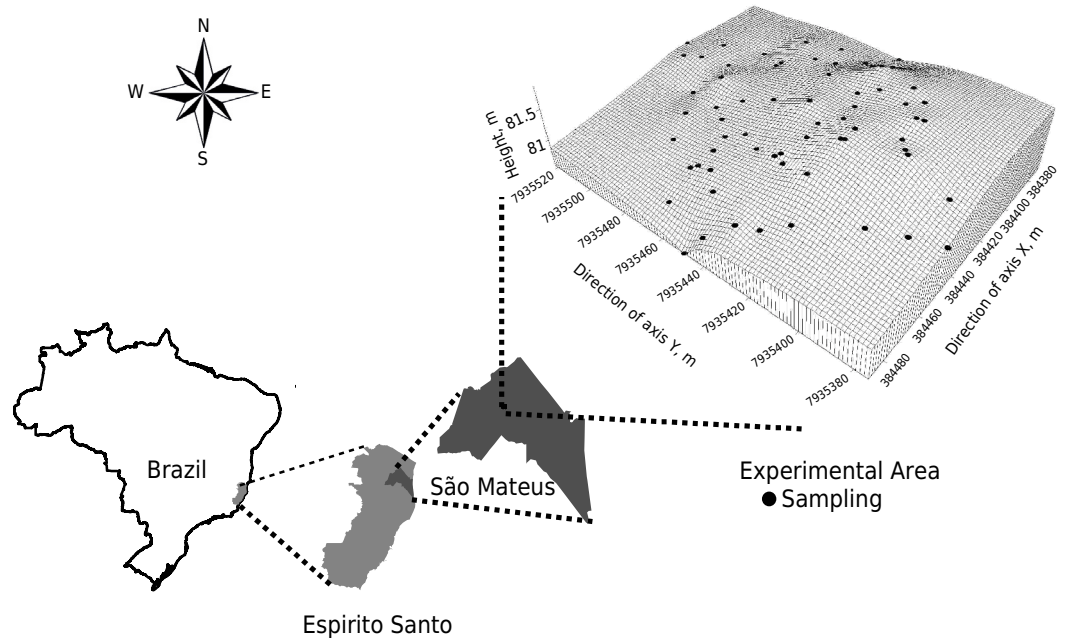 N
W E
S
Height, m
81.5
81
7935520
7935500
7935480
7935460
7935440
7935420
7935400
7935380
Direction of axis Y, m
384380
384400
384420
384440
384460
384480
Direction of axis X, m
Brazil
São Mateus
Espirito Santo
Experimental Area
Sampling